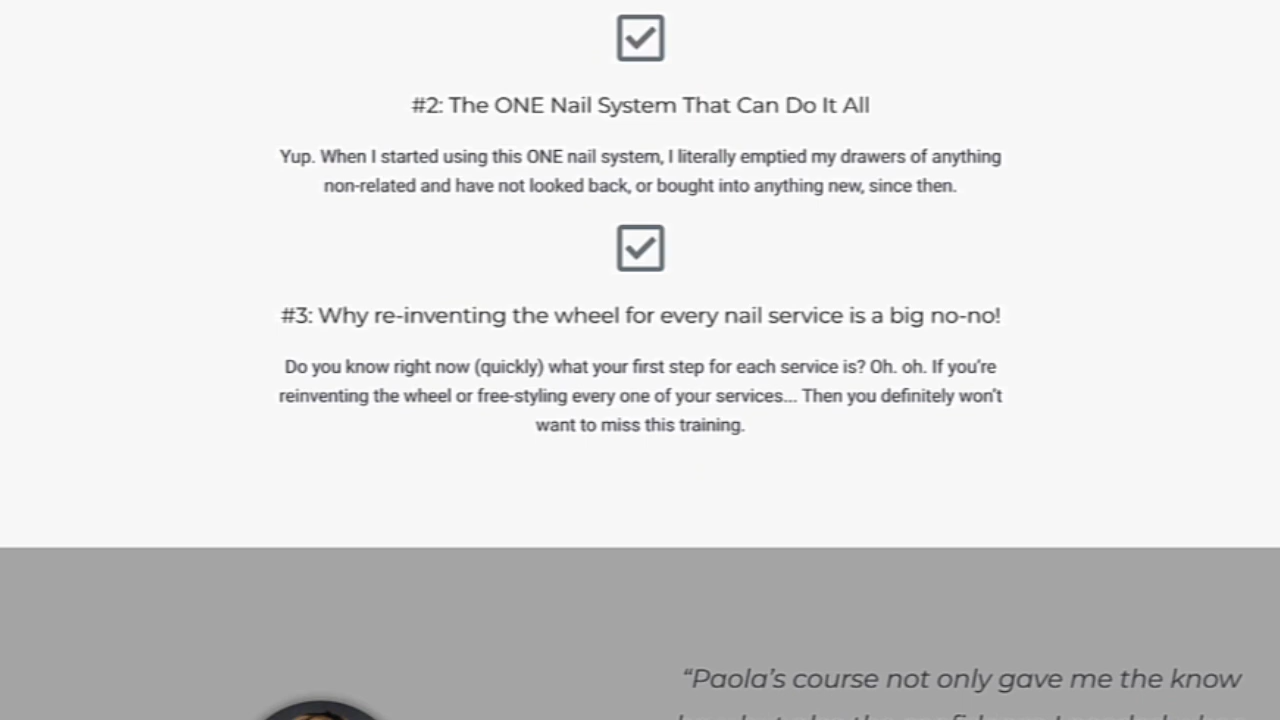 #2: The ONE Nail System That Can Do It All
Yup. When I started using this ONE nail system, I literally emptied my drawers of anything
non-related and have not looked back, or bought into anything new, since then.
#3: Why re-inventing the wheel for every nail service is a big no-no!
Do you know right now (quickly) what your first step for each service is? Oh. oh. If you're
reinventing the wheel or free-styling every one of your services... Then you definitely won't
want to miss this training.
“Paola's course not only gave me the know